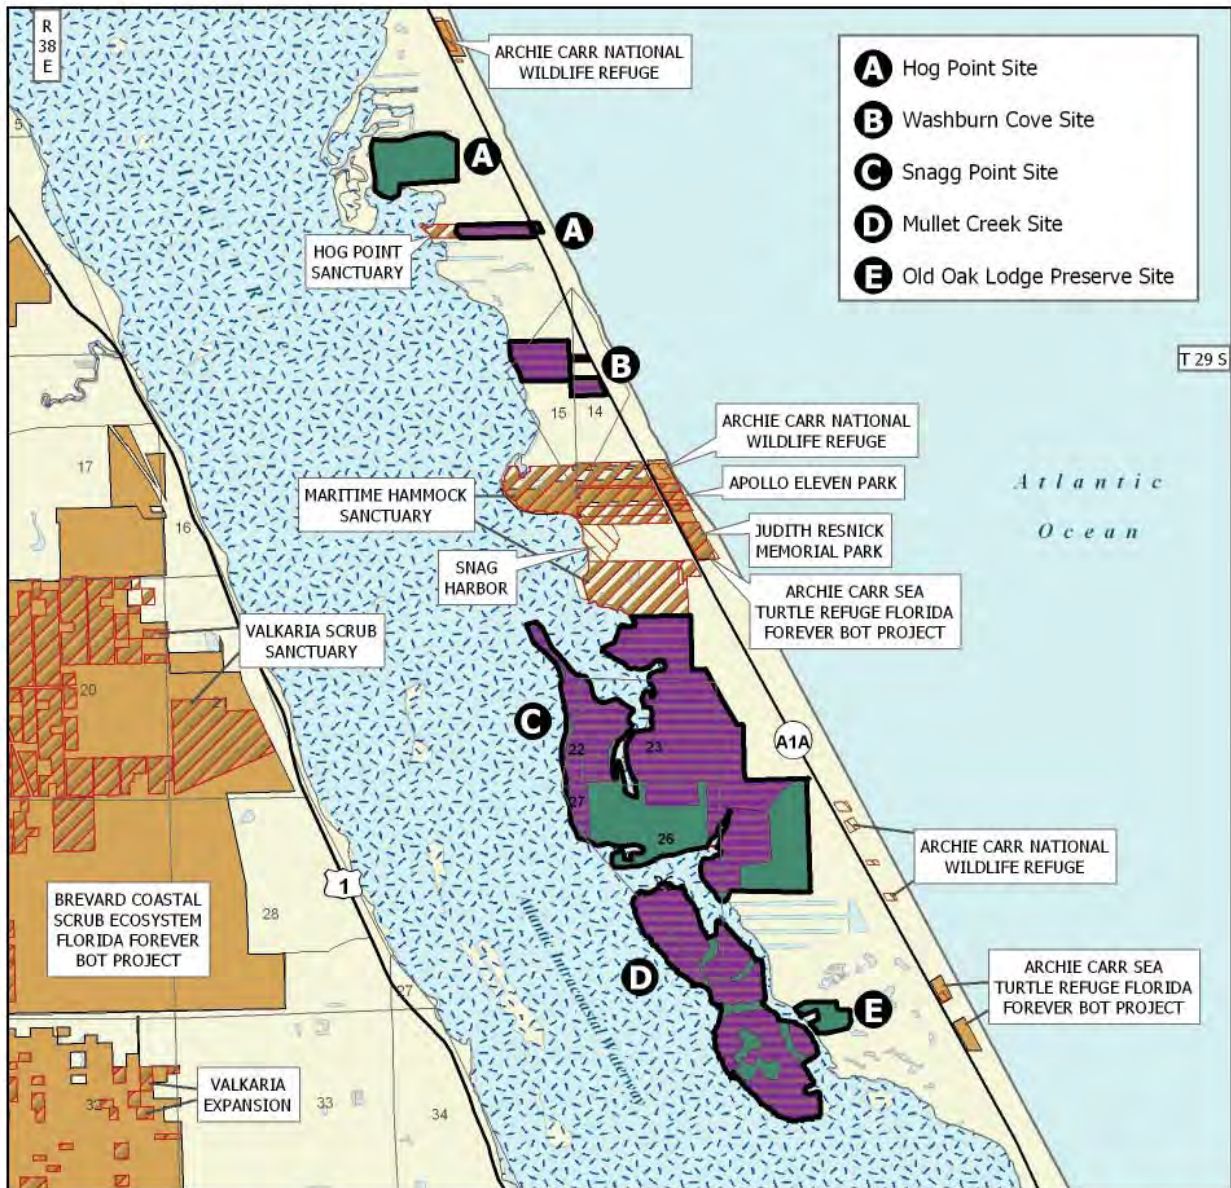 R
38
E
ARCHIE CARR NATIONAL
WILDLIFE REFUGE
A Hog Point Site
B Washburn Cove Site
C Snagg Point Site
D Mullet Creek Site
E Old Oak Lodge Preserve Site
5
A
A
HOG POINT
SANCTUARY
B
T 29 S
15
14
17
16
ARCHIE CARR NATIONAL
WILDLIFE REFUGE
MARITIME HAMMOCK
SANCTUARY
APOLLO ELEVEN PARK
Atlantic
Ocean
JUDITH RESNICK
MEMORIAL PARK
SNAG
HARBOR
ARCHIE CARR SEA
TURTLE REFUGE FLORIDA
FOREVER BOT PROJECT
VALKARIA SCRUB
SANCTUARY
20
C
22
23
A1A
27
26
ARCHIE CARR NATIONAL
WILDLIFE REFUGE
1
BREVARD COASTAL
SCRUB ECOSYSTEM
FLORIDA FOREVER
BOT PROJECT
28
Atlantic Intracoastal Waterway
D
E
ARCHIE CARR SEA
TURTLE REFUGE FLORIDA
FOREVER BOT PROJECT
27
VALKARIA
EXPANSION
32
33
34